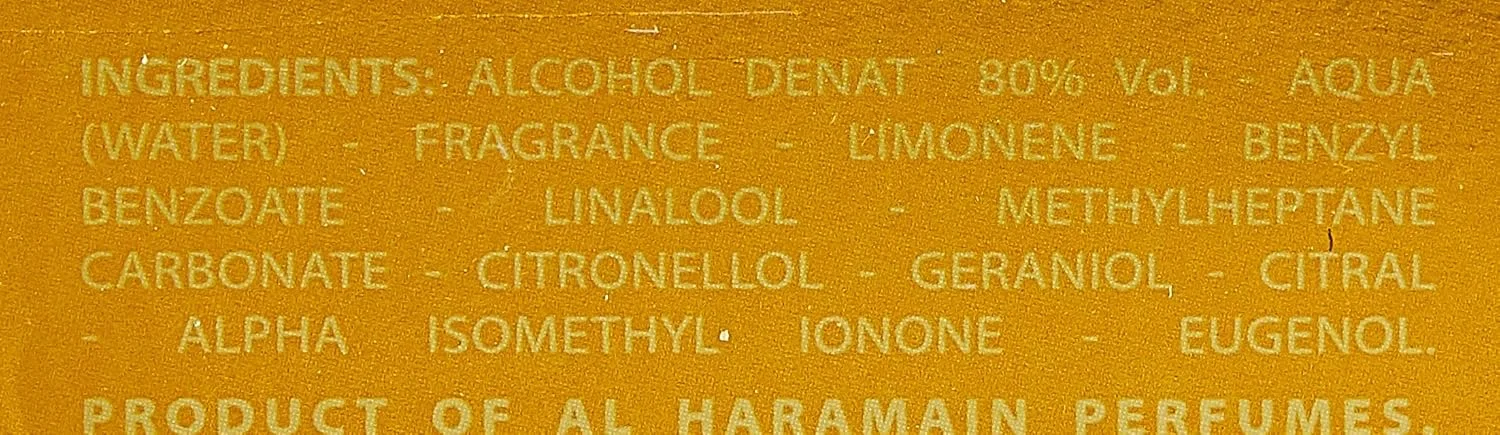 INGREDIENTS: ALCOHOL DENAT 80% Vol. - AQUA
(WATER) - FRAGRANCE - LIMONENE - BENZYL
BENZOATE - LINALOOL - METHYLHEPTANE
CARBONATE - CITRONELLOL - GERANIOL - CITRAL
- ALPHA ISOMETHYL IONONE - EUGENOL.
PRODUCT OF AL HARAMAIN PERFUMES.